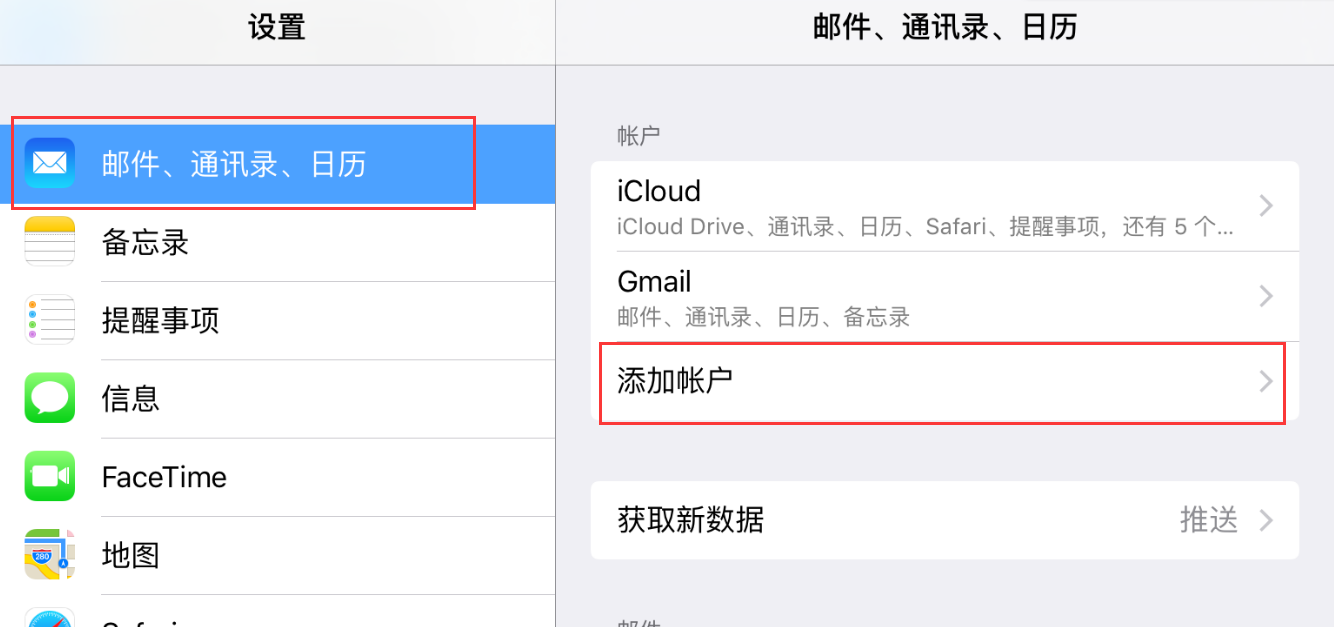 设置
邮件、通讯录、日历
备忘录
提醒事项
信息
FaceTime
280
地图
邮件、通讯录、日历
帐户
iCloud
iCloud Drive、通讯录、日历、Safari、提醒事项，还有 5 个...
Gmail
邮件、通讯录、日历、备忘录
添加帐户
获取新数据
推送